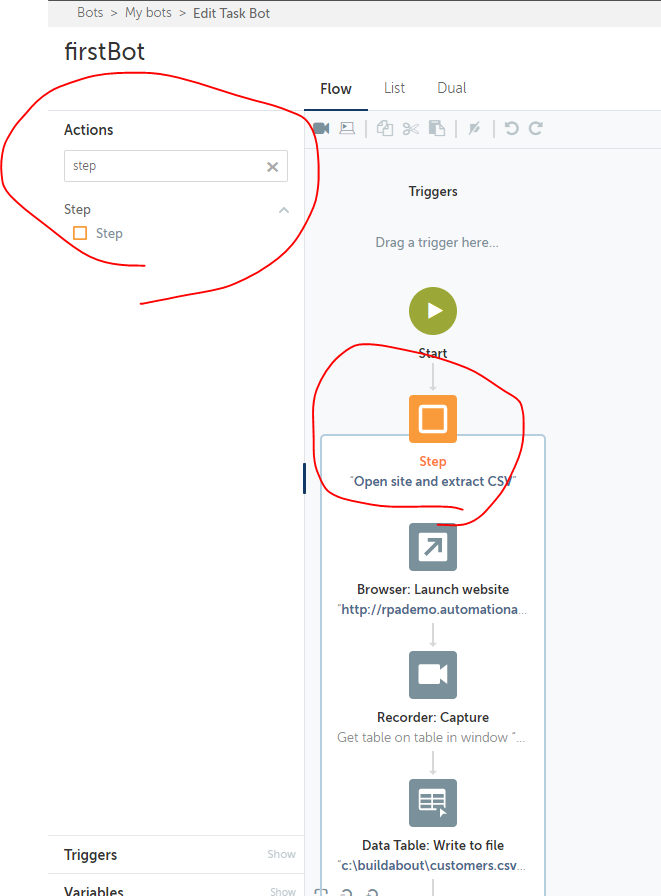 Bots > My bots > Edit Task Bot
firstBot
Flow List Dual
Actions
step
Step
Step
Triggers
Drag a trigger here...
Start
Step
"Open site and extract CSV"
Browser: Launch website
"http://rpademo.automationa...
Recorder: Capture
Get table on table in window "...
Data Table: Write to file
"c:\buildabout\customers.csv...
Triggers Show
Variables Show